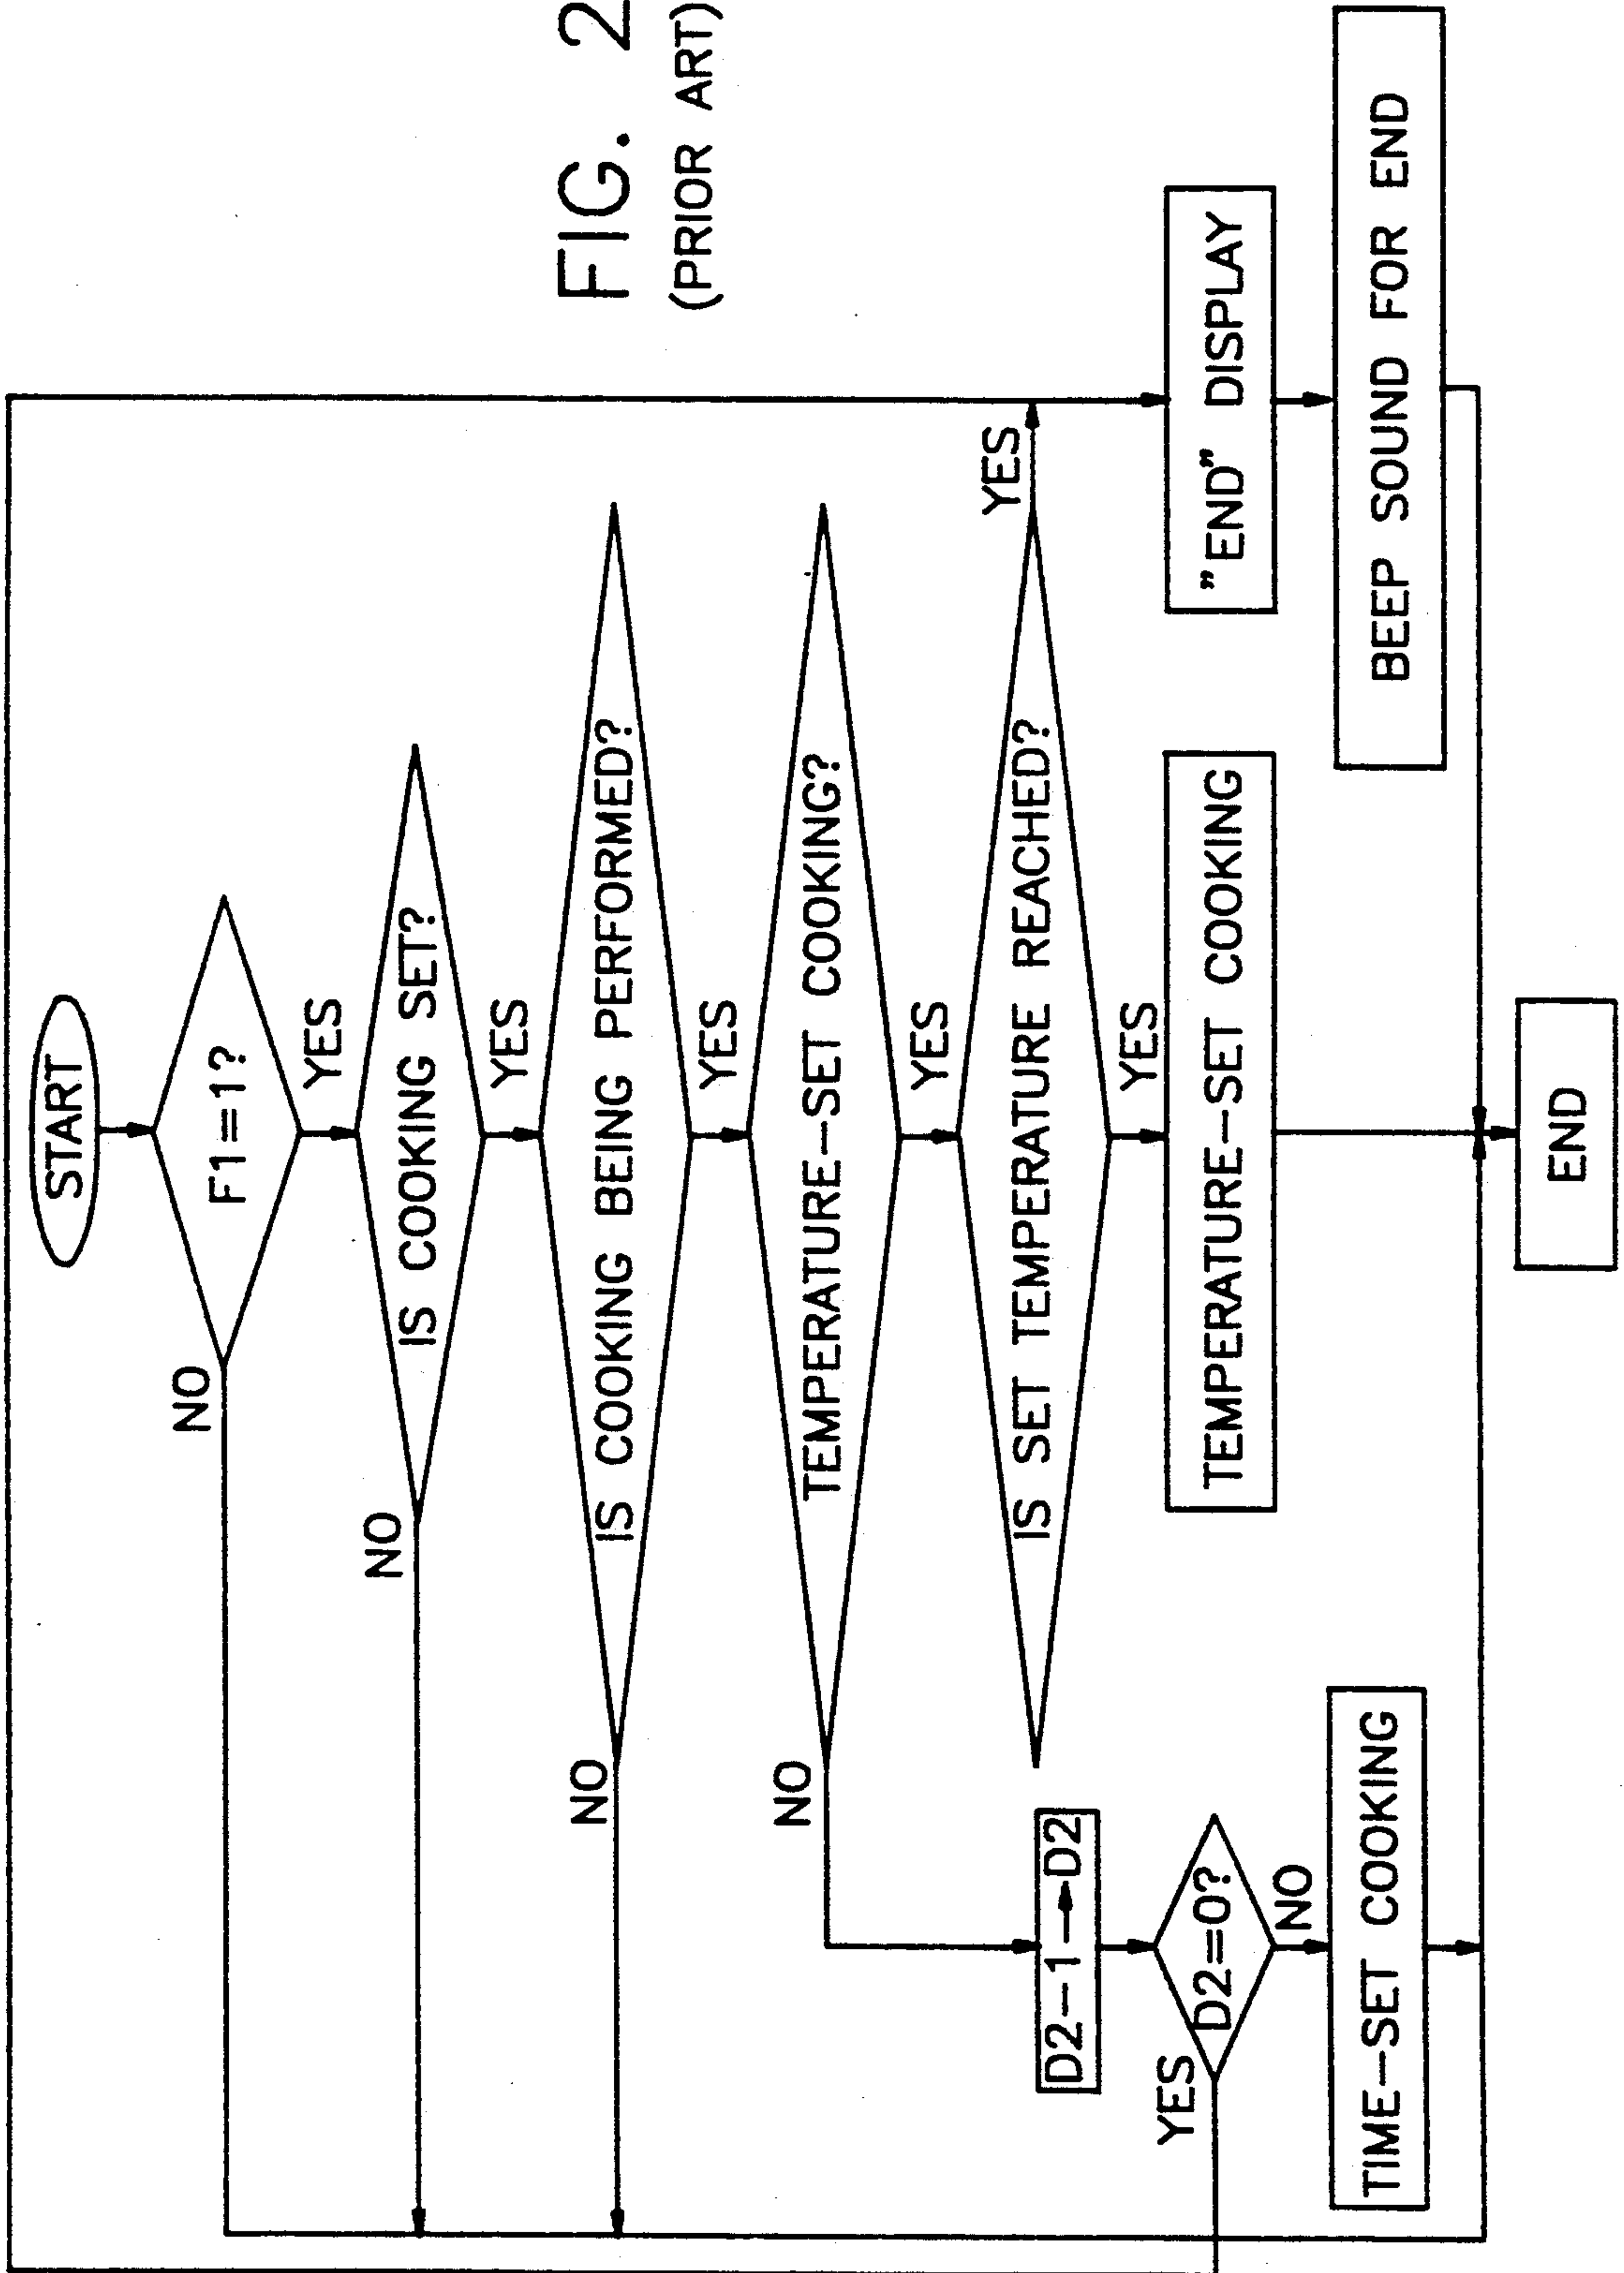 FIG. 2
(PRIOR ART)
START
F1=1?
NO
YES
IS COOKING SET?
NO
YES
IS COOKING BEING PERFORMED?
NO
YES
TEMPERATURE-SET COOKING?
NO
YES
IS SET TEMPERATURE REACHED?
YES
YES
D2-1→D2
D2=0?
YES
NO
TIME-SET COOKING
TEMPERATURE-SET COOKING
"END" DISPLAY
BEEP SOUND FOR END
END